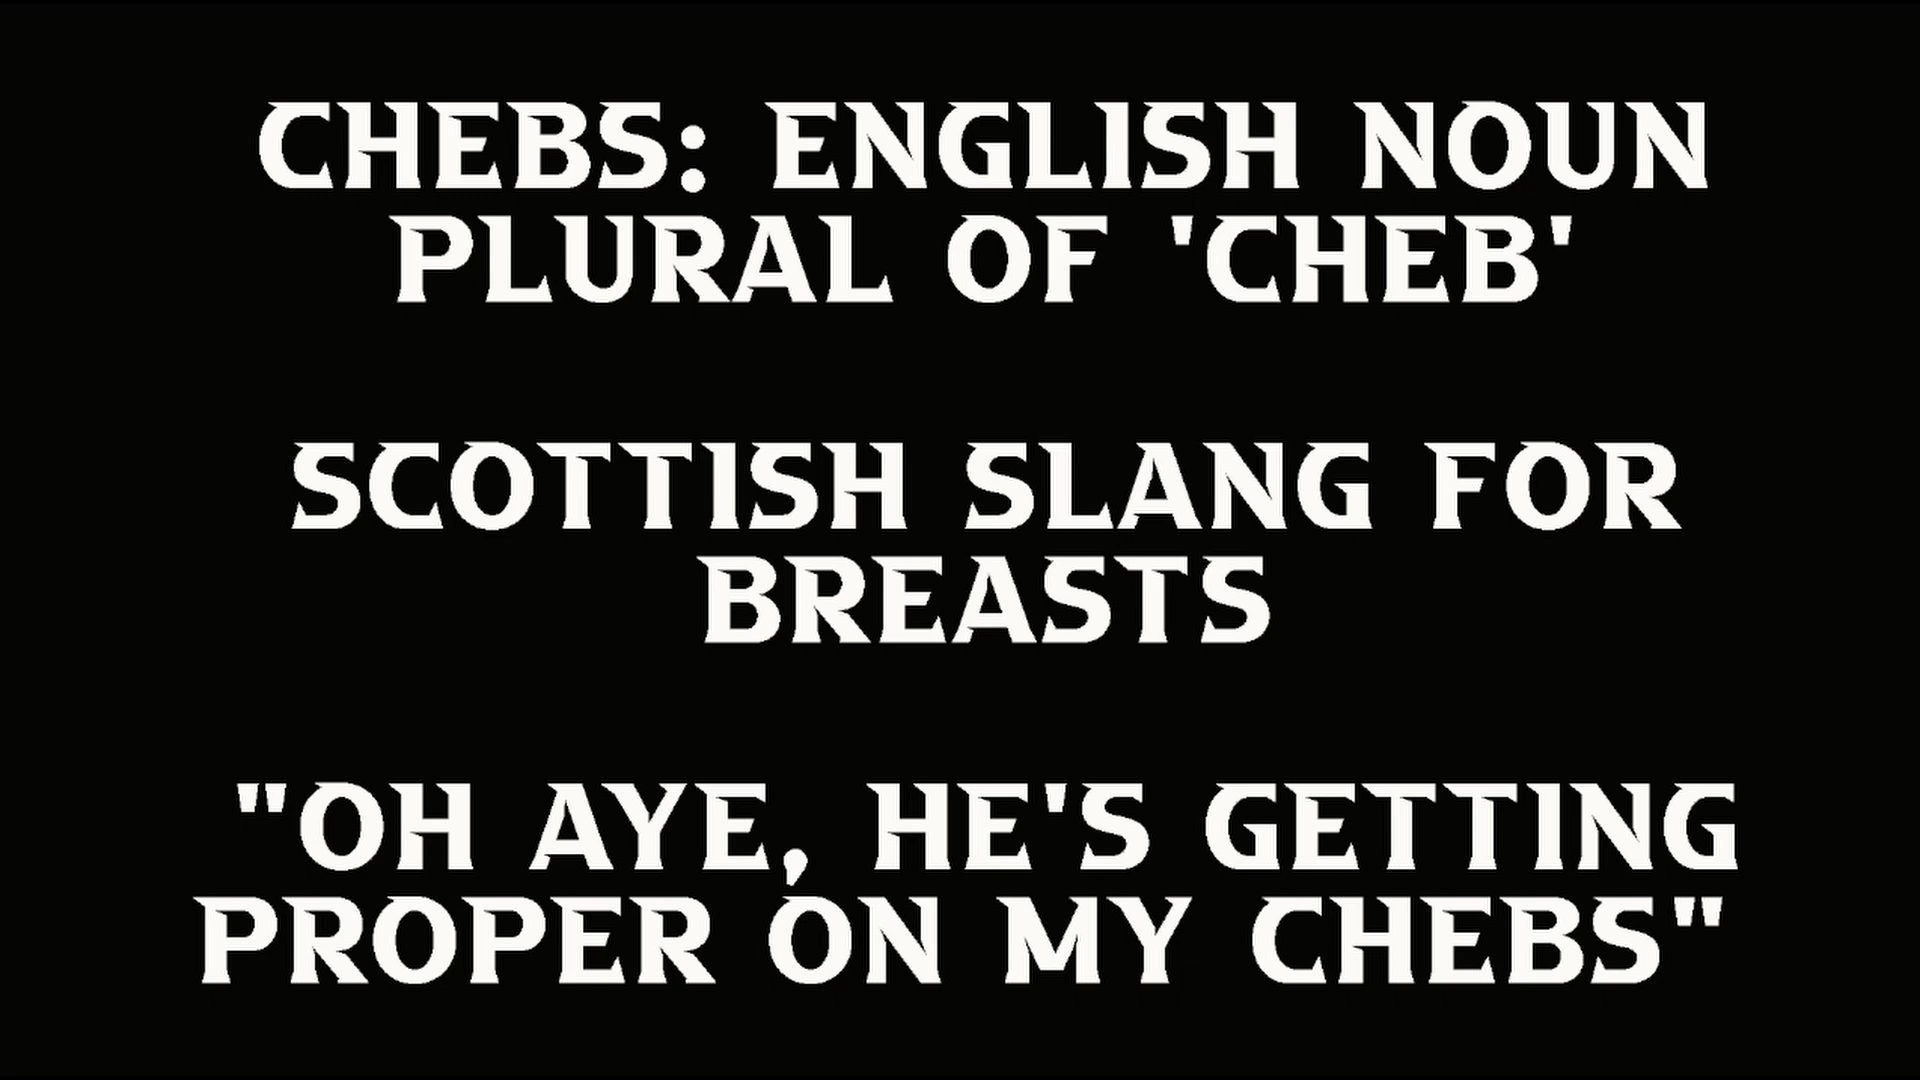 CHEBS: ENGLISH NOUN
PLURAL OF 'CHEB'
SCOTTISH SLANG FOR
BREASTS
"OH AYE, HE'S GETTING
PROPER ON MY CHEBS"